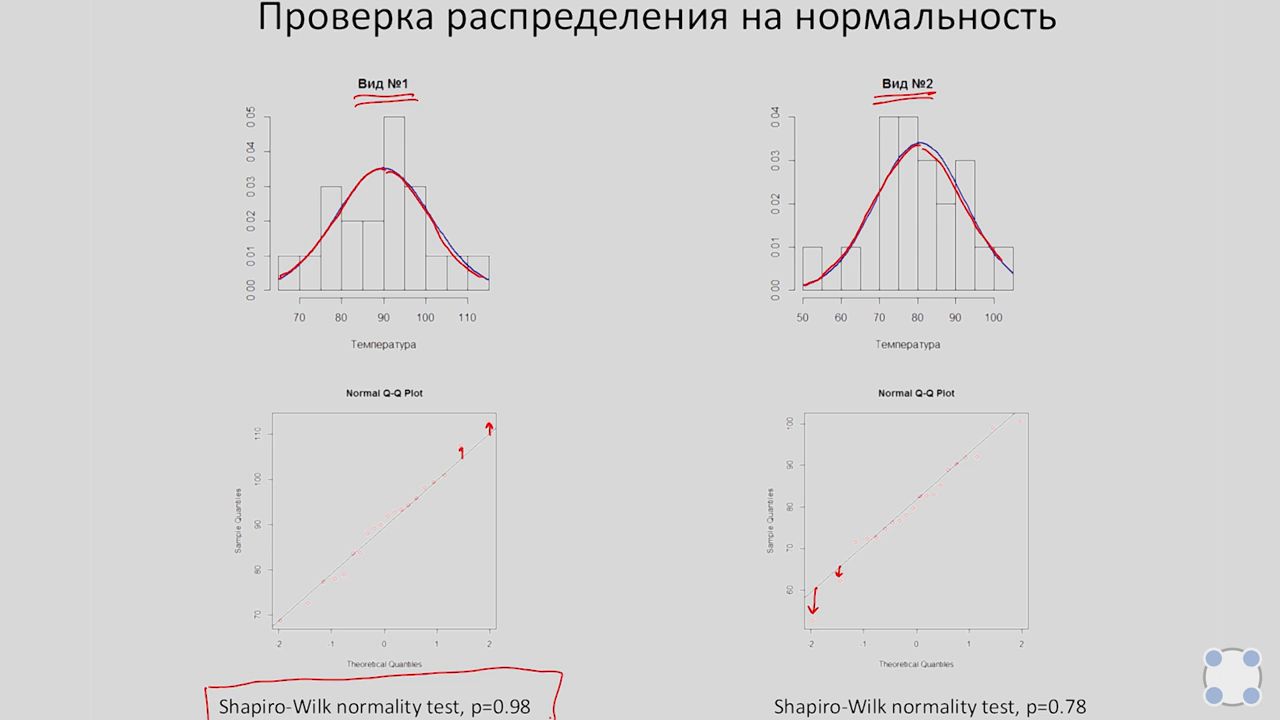 Проверка распределения на нормальность
Вид №1
0.05
0.04
0.03
0.02
0.01
0.00
70 80 90 100 110
Температура
Вид №2
0.04
0.03
0.02
0.01
0.00
50 60 70 80 90 100
Температура
Normal Q-Q Plot
110
100
90
80
70
Sample Quantiles
-2 -1 0 1 2
Theoretical Quantiles
Shapiro-Wilk normality test, p=0.98
Normal Q-Q Plot
100
90
80
70
60
Sample Quantiles
-2 -1 0 1 2
Theoretical Quantiles
Shapiro-Wilk normality test, p=0.78